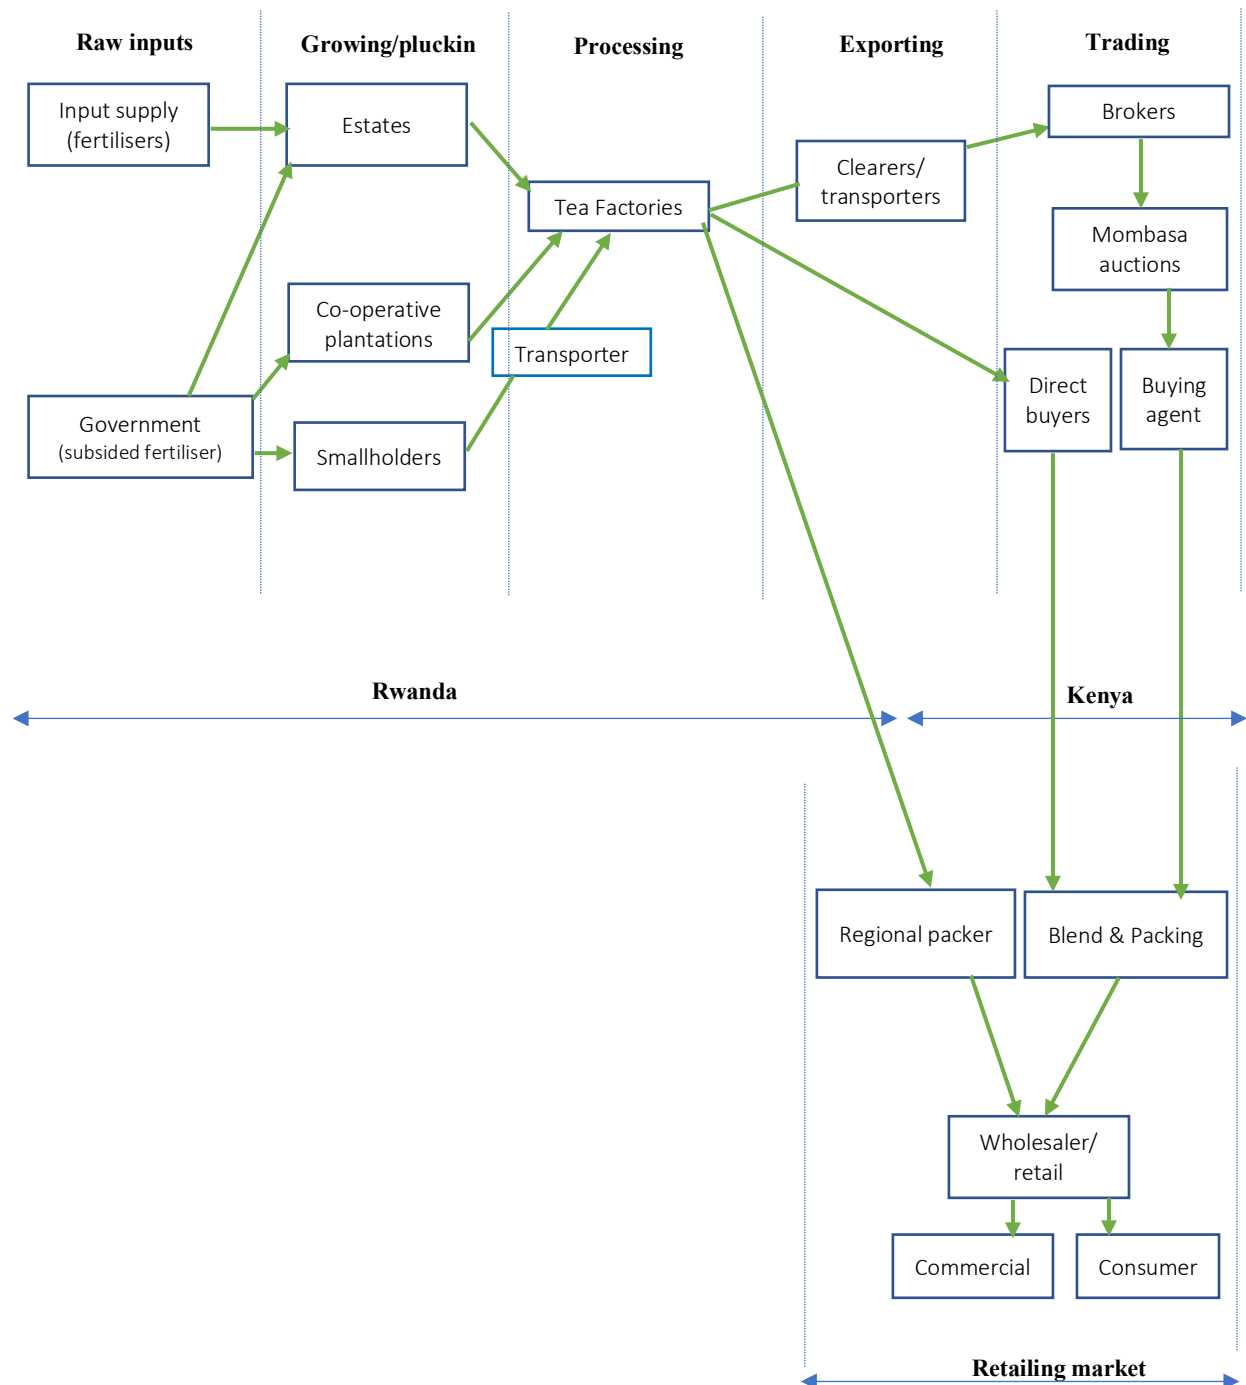 Raw inputs
Growing/pluckin
Processing
Exporting
Trading
Input supply
(fertilisers)
Estates
Brokers
Clearers/
transporters
Tea Factories
Mombasa
auctions
Co-operative
plantations
Transporter
Direct
buyers
Buying
agent
Government
(subsided fertiliser)
Smallholders
Rwanda
Kenya
Regional packer
Blend & Packing
Wholesaler/
retail
Commercial
Consumer
Retailing market